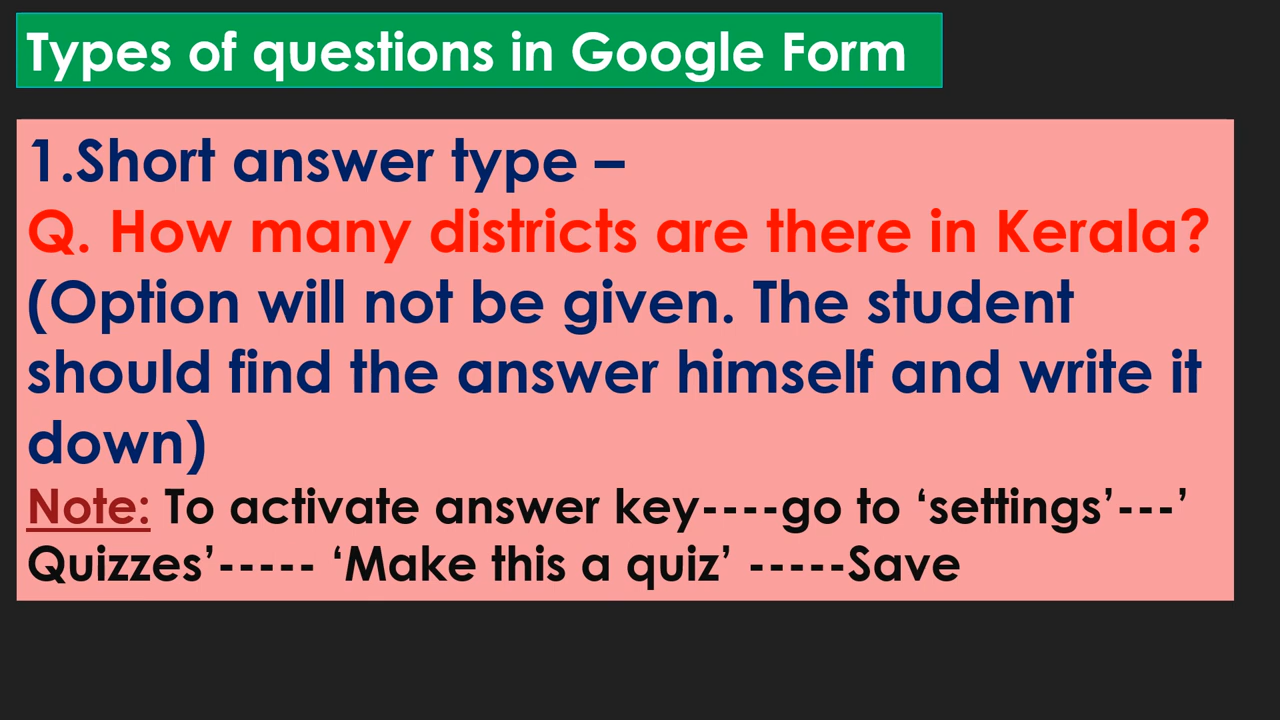 Types of questions in Google Form
1.Short answer type –
Q. How many districts are there in Kerala?
(Option will not be given. The student
should find the answer himself and write it
down)
Note: To activate answer key----go to ‘settings’---’
Quizzes’----- ‘Make this a quiz’ -----Save